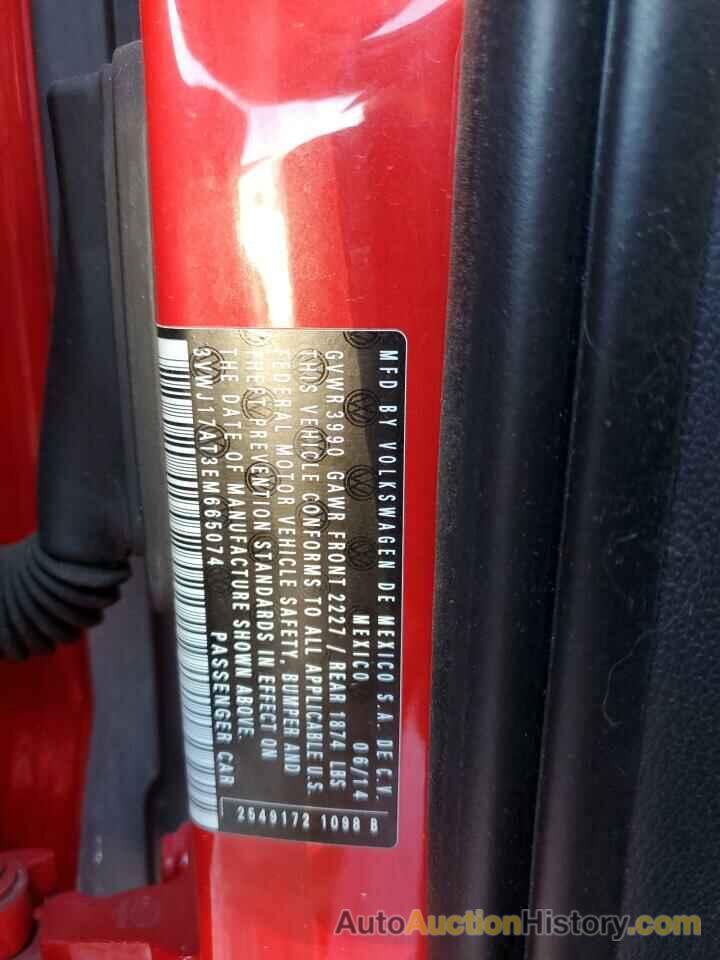 MFD BY VOLKSWAGEN DE MEXICO S.A. DE C.V.
MEXICO, 06/14
GVWR 3990 GAWR FRONT 2227 / REAR 1874 LBS
THIS VEHICLE CONFORMS TO ALL APPLICABLE U.S.
FEDERAL MOTOR VEHICLE SAFETY, BUMPER AND
THEFT PREVENTION STANDARDS IN EFFECT ON
THE DATE OF MANUFACTURE SHOWN ABOVE.
3VWJ17AT3EM665074 PASSENGER CAR
2549172 1098 B
AutoAuctionHistory.com